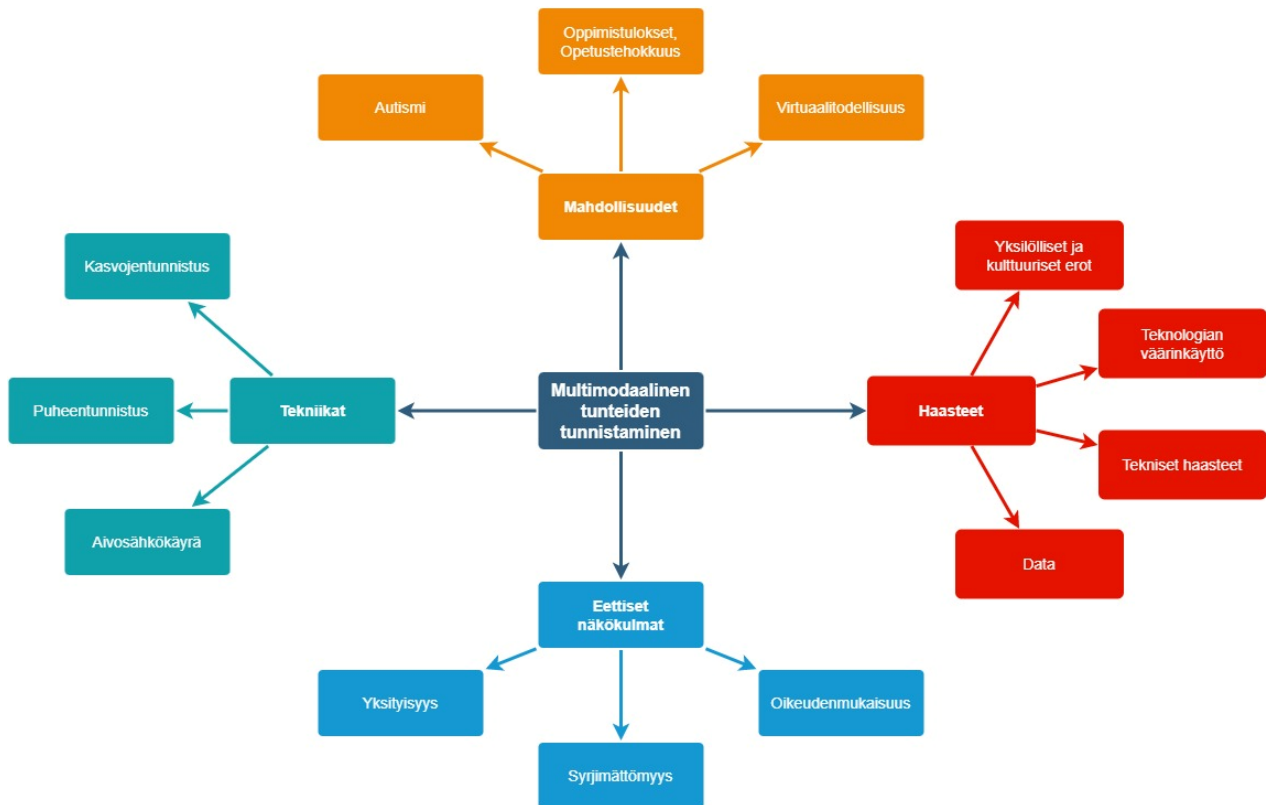 Oppimistulokset,
Opetustehokkuus
Autismi
Virtuaalitodellisuus
Mahdollisuudet
Kasvojentunnistus
Puheentunnistus
Tekniikat
Aivosähkökäyrä
Multimodaalinen
tunteiden
tunnistaminen
Yksilölliset ja
kulttuuriset erot
Teknologian
väärinkäyttö
Haasteet
Tekniset haasteet
Data
Eettiset
näkökulmat
Yksityisyys
Oikeudenmukaisuus
Syrjimättömyys